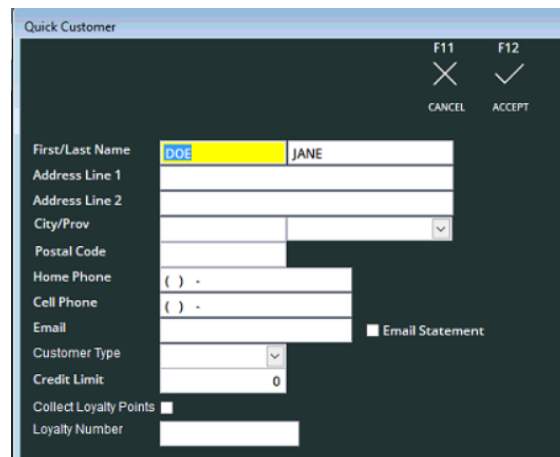 Quick Customer
F11 F12
CANCEL ACCEPT
First/Last Name DOE JANE
Address Line 1
Address Line 2
City/Prov
Postal Code
Home Phone ( ) -
Cell Phone ( ) -
Email Email Statement
Customer Type
Credit Limit 0
Collect Loyalty Points
Loyalty Number